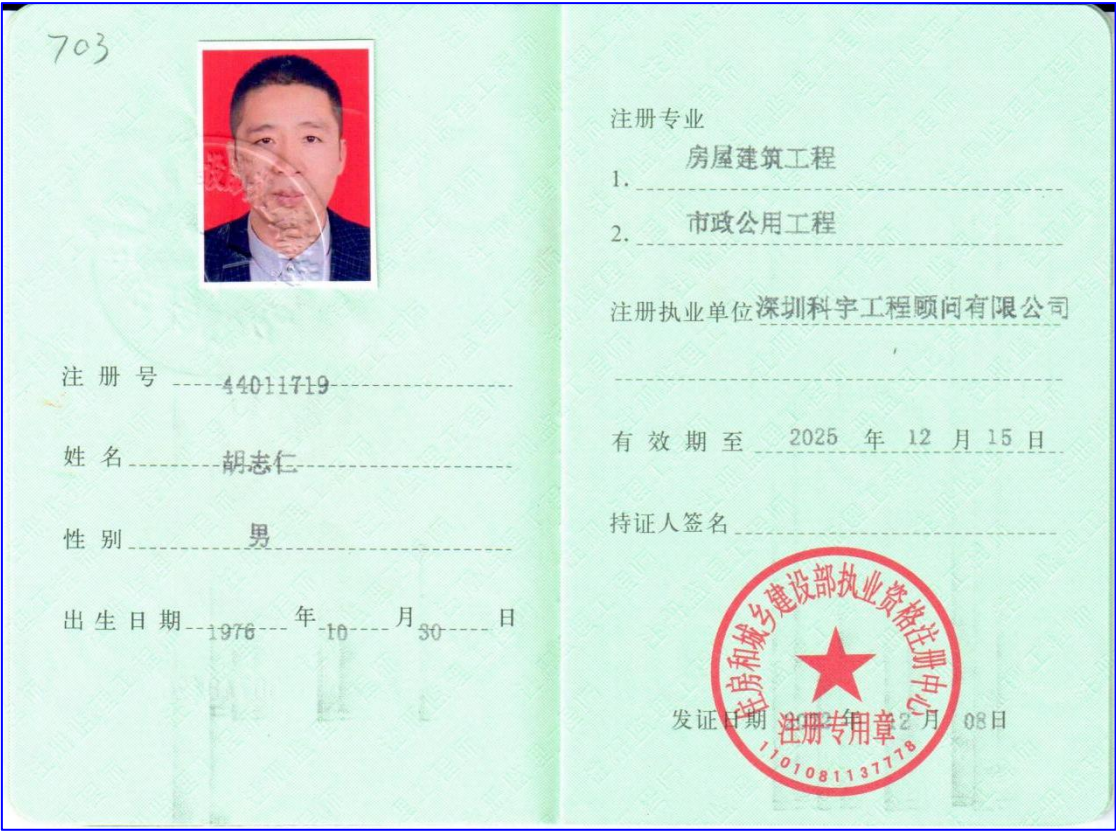 703
注册号 44011719
姓名 胡志仁
性别 男
出生日期 1976 年 10 月 30 日
注册专业
1. 房屋建筑工程
2. 市政公用工程
注册执业单位 深圳科宇工程顾问有限公司
有效期至 2025 年 12 月 15 日
持证人签名
住房和城乡建设部执业资格注册中心
发证日期 2022 年 12 月 08 日
注册专用章
1101081137778